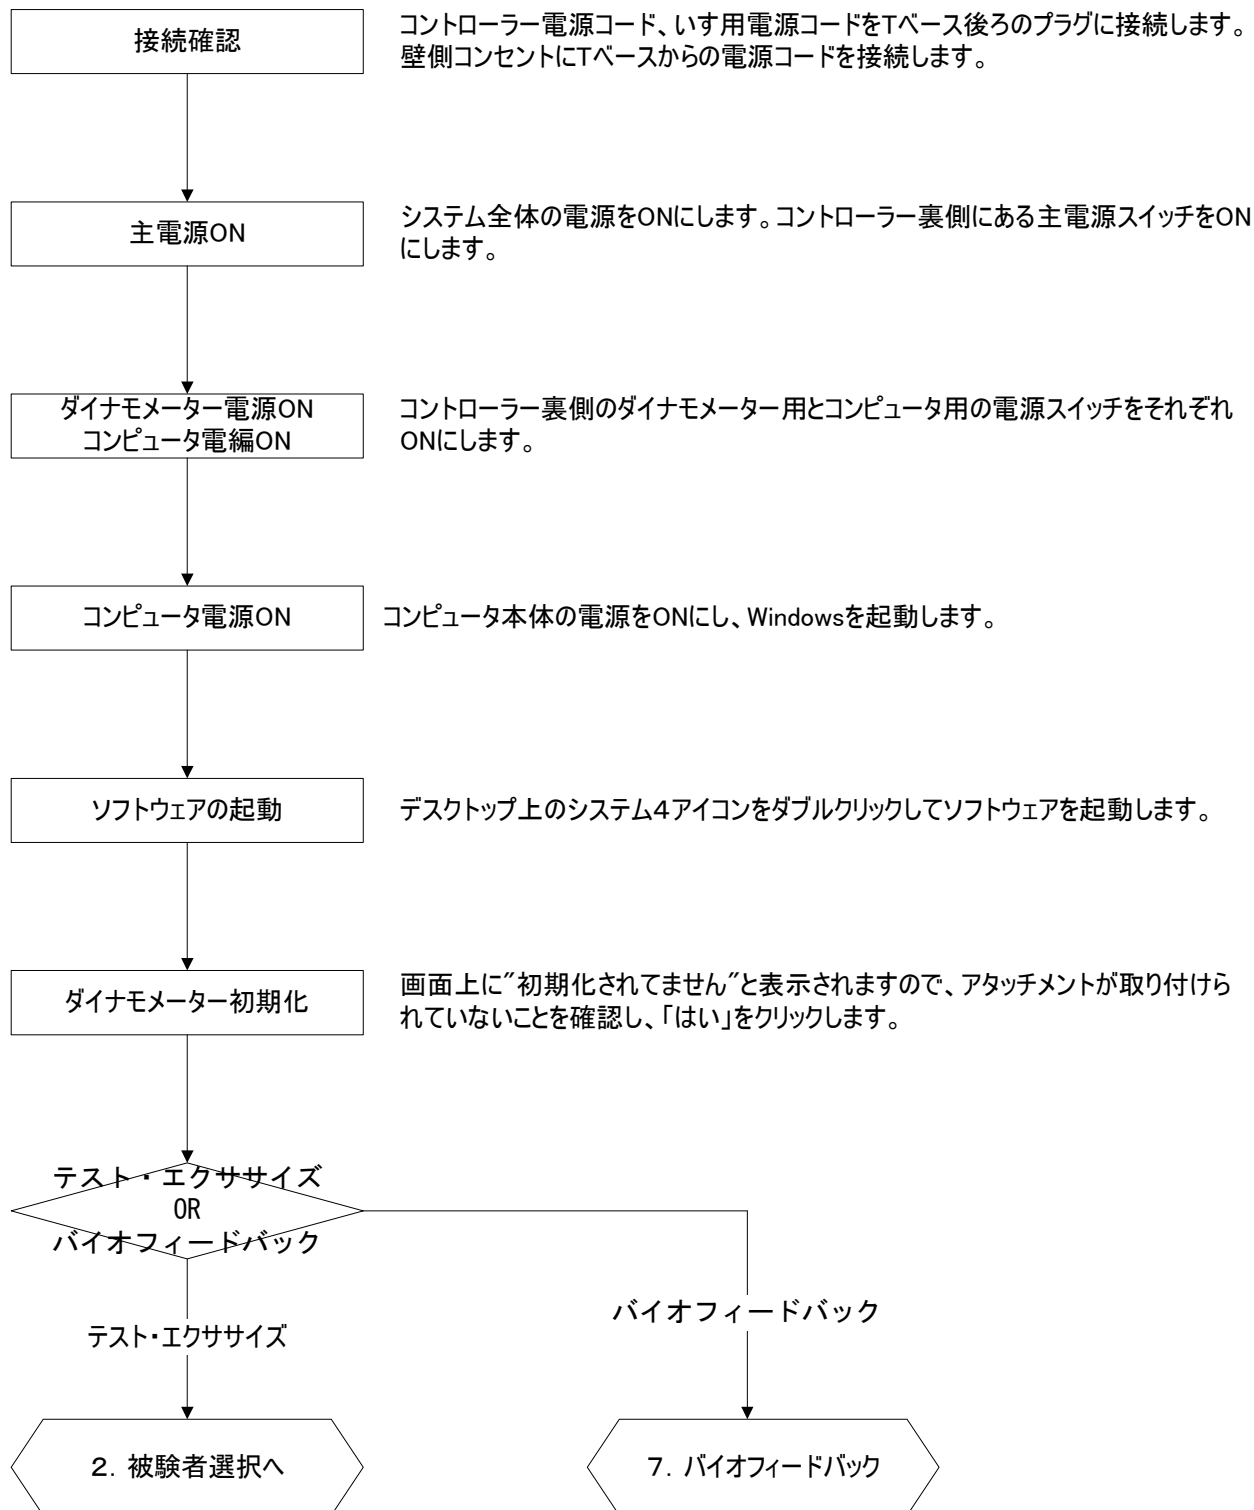 接続確認
コントローラー電源コード、いす用電源コードをTベース後ろのプラグに接続します。
壁側コンセントにTベースからの電源コードを接続します。
主電源ON
システム全体の電源をONにします。コントローラー裏側にある主電源スイッチをON
にします。
ダイナモメーター電源ON
コンピュータ電編ON
コントローラー裏側のダイナモメーター用とコンピュータ用の電源スイッチをそれぞれ
ONにします。
コンピュータ電源ON
コンピュータ本体の電源をONにし、Windowsを起動します。
ソフトウェアの起動
デスクトップ上のシステム4アイコンをダブルクリックしてソフトウェアを起動します。
ダイナモメーター初期化
画面上に"初期化されてません"と表示されますので、アタッチメントが取り付けら
れていないことを確認し、「はい」をクリックします。
テスト・エクササイズ
OR
バイオフィードバック
バイオフィードバック
テスト・エクササイズ
2. 被験者選択へ
7. バイオフィードバック